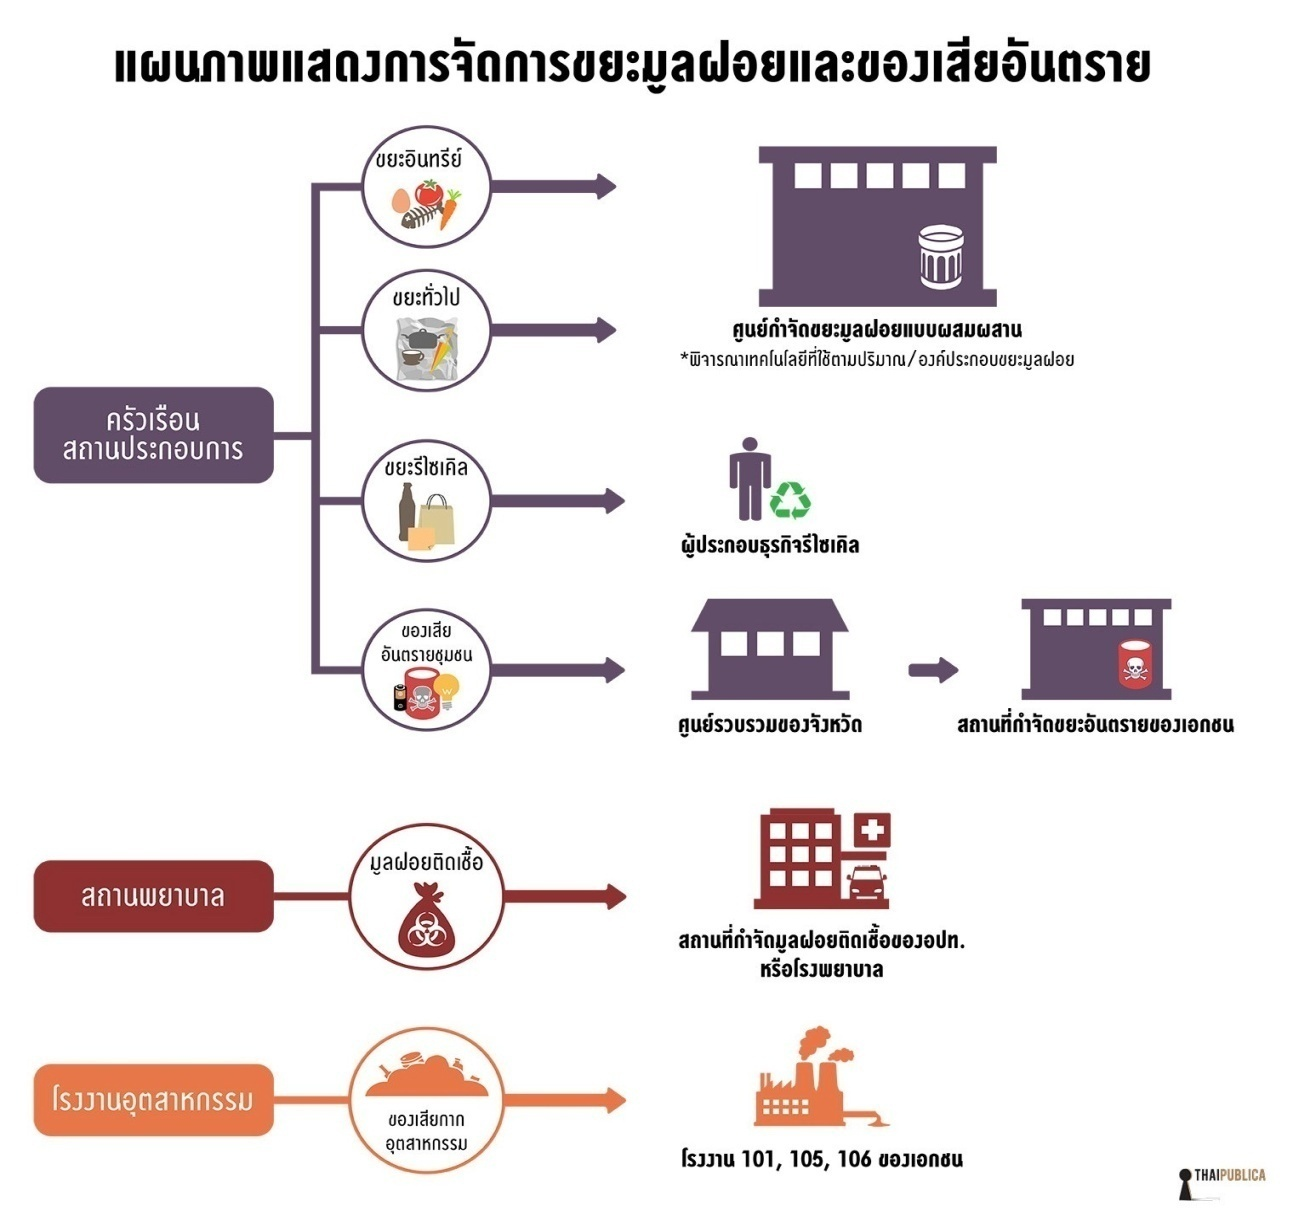 แผนภาพแสดงการจัดการขยะมูลฝอยและของเสียอันตราย
ขยะอินทรีย์
ขยะทั่วไป
ศูนย์กำจัดขยะมูลฝอยแบบผสมผสาน
*พิจารณาเทคโนโลยีที่ใช้ตามปริมาณ/องค์ประกอบขยะมูลฝอย
ครัวเรือน
สถานประกอบการ
ขยะรีไซเคิล
ผู้ประกอบธุรกิจรีไซเคิล
ของเสีย
อันตรายชุมชน
ศูนย์รวบรวมของจังหวัด
สถานที่กำจัดขยะอันตรายของเอกชน
สถานพยาบาล
มูลฝอยติดเชื้อ
สถานที่กำจัดมูลฝอยติดเชื้อของอปท.
หรือโรงพยาบาล
โรงงานอุตสาหกรรม
ของเสียกาก
อุตสาหกรรม
โรงงาน 101, 105, 106 ของเอกชน
THAIPUBLICA